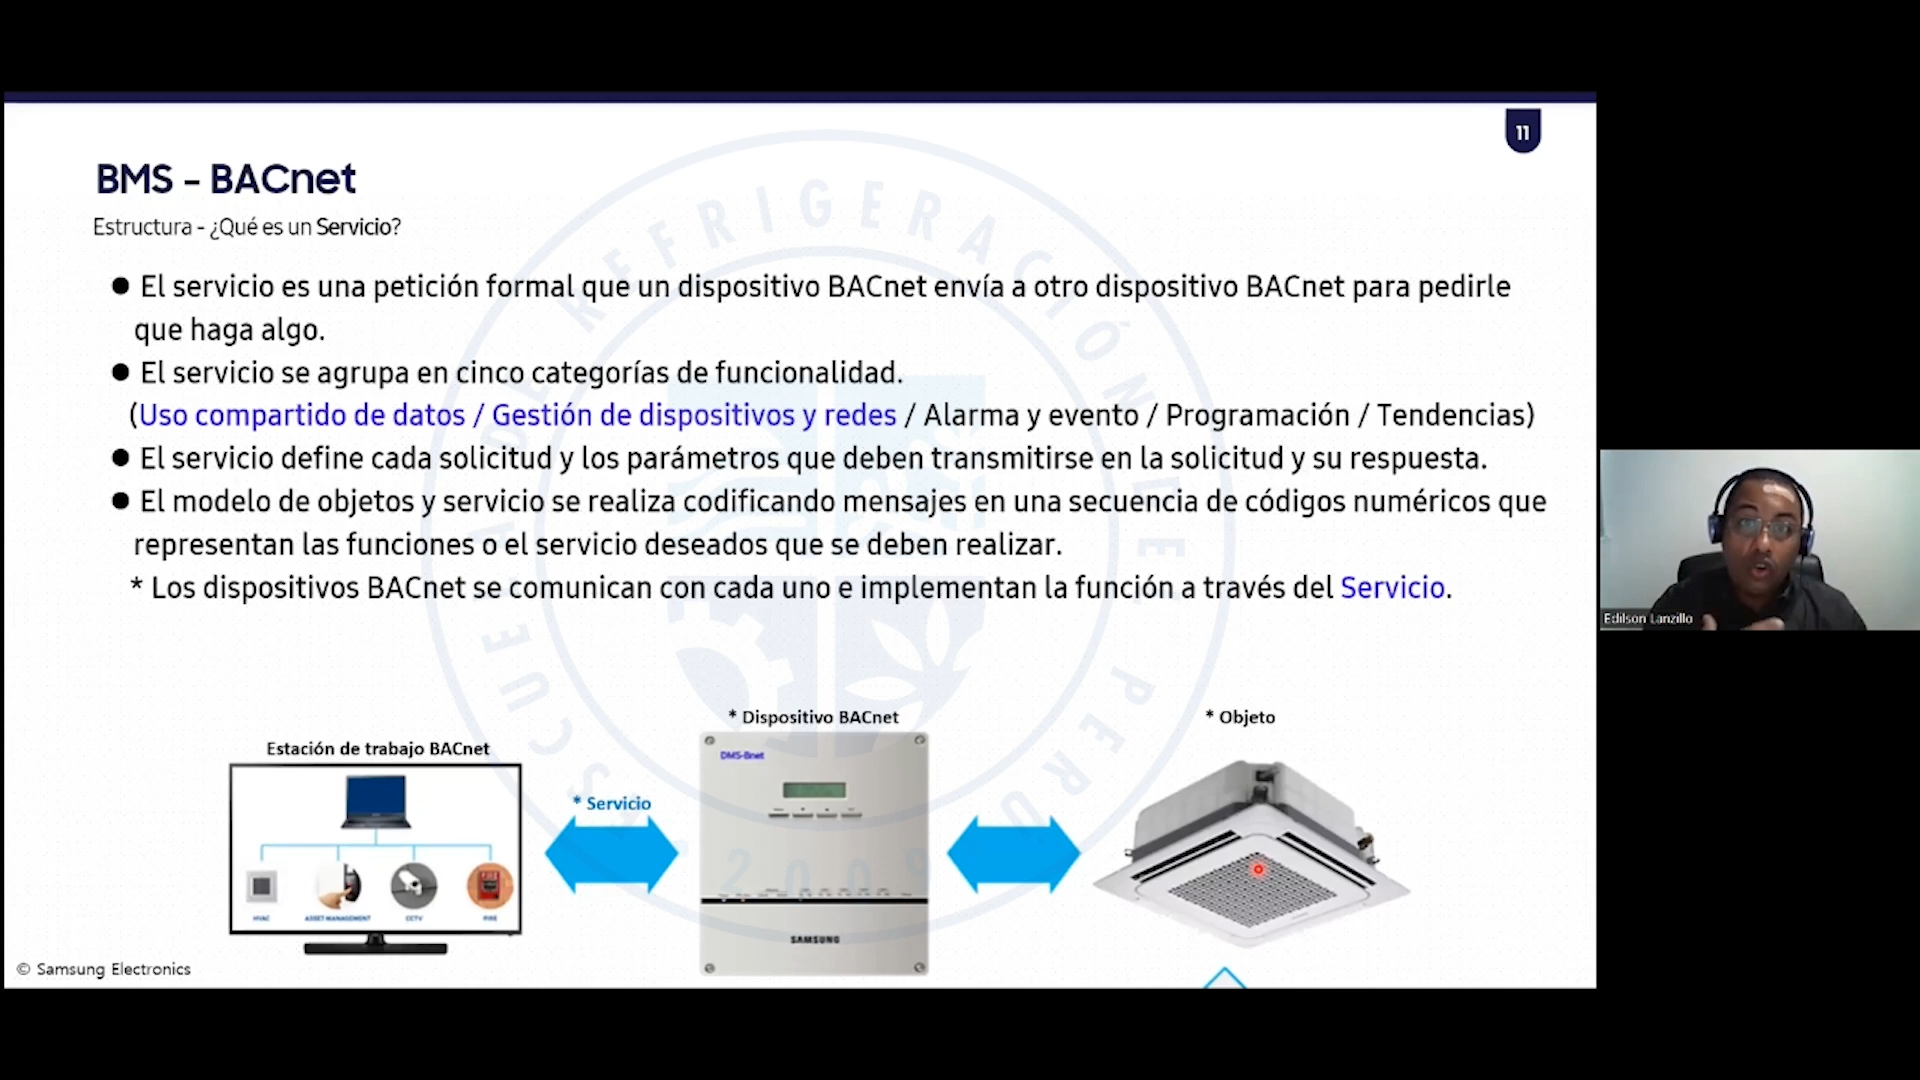 11
BMS - BACnet
Estructura - ¿Qué es un Servicio?
● El servicio es una petición formal que un dispositivo BACnet envía a otro dispositivo BACnet para pedirle
que haga algo.
● El servicio se agrupa en cinco categorías de funcionalidad.
(Uso compartido de datos / Gestión de dispositivos y redes / Alarma y evento / Programación / Tendencias)
● El servicio define cada solicitud y los parámetros que deben transmitirse en la solicitud y su respuesta.
● El modelo de objetos y servicio se realiza codificando mensajes en una secuencia de códigos numéricos que
representan las funciones o el servicio deseados que se deben realizar.
* Los dispositivos BACnet se comunican con cada uno e implementan la función a través del Servicio.
Edilson Lanzillo
* Dispositivo BACnet
* Objeto
Estación de trabajo BACnet
DMS-Bnet
* Servicio
HVAC
ASSET MANAGEMENT
CCTV
FIRE
SAMSUNG
© Samsung Electronics
ESCUELA DE REFRIGERACIÓN DE PERU
2009